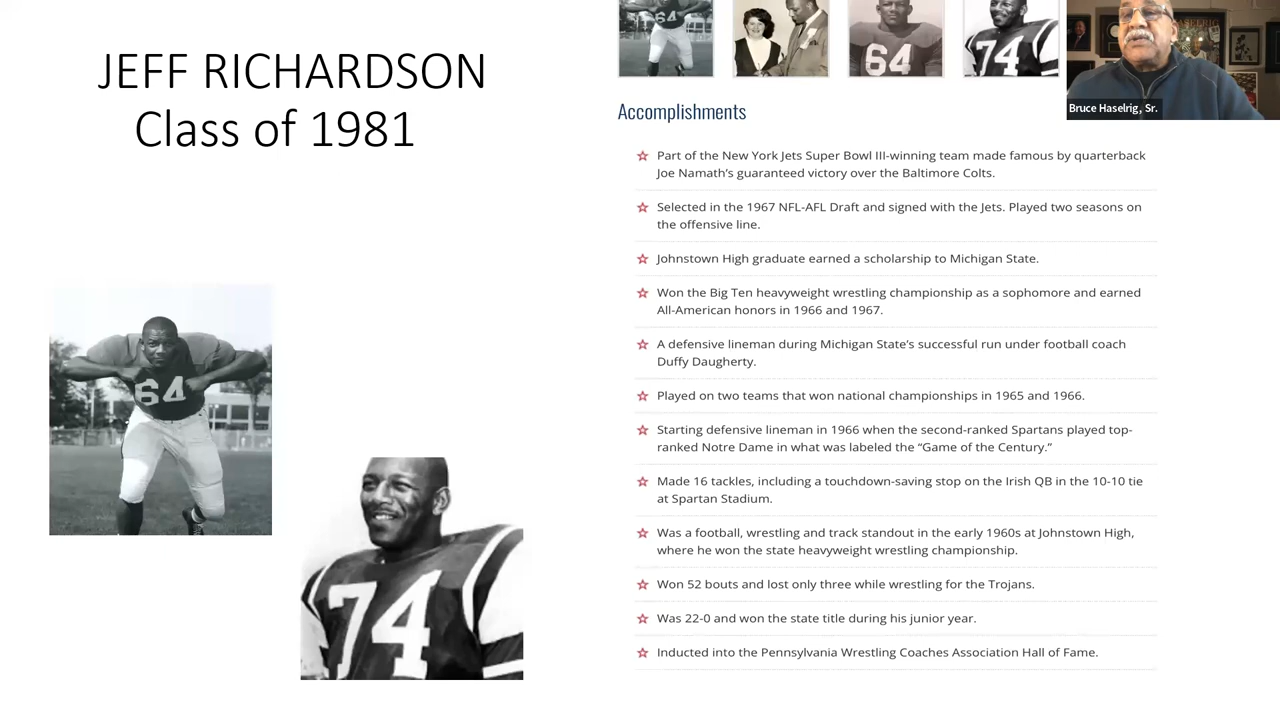 JEFF RICHARDSON
Class of 1981
64
74
64
74
Bruce Haselrig, Sr.
Accomplishments
Part of the New York Jets Super Bowl III-winning team made famous by quarterback
Joe Namath's guaranteed victory over the Baltimore Colts.
Selected in the 1967 NFL-AFL Draft and signed with the Jets. Played two seasons on
the offensive line.
Johnstown High graduate earned a scholarship to Michigan State.
Won the Big Ten heavyweight wrestling championship as a sophomore and earned
All-American honors in 1966 and 1967.
A defensive lineman during Michigan State's successful run under football coach
Duffy Daugherty.
Played on two teams that won national championships in 1965 and 1966.
Starting defensive lineman in 1966 when the second-ranked Spartans played top-
ranked Notre Dame in what was labeled the “Game of the Century.”
Made 16 tackles, including a touchdown-saving stop on the Irish QB in the 10-10 tie
at Spartan Stadium.
Was a football, wrestling and track standout in the early 1960s at Johnstown High,
where he won the state heavyweight wrestling championship.
Won 52 bouts and lost only three while wrestling for the Trojans.
Was 22-0 and won the state title during his junior year.
Inducted into the Pennsylvania Wrestling Coaches Association Hall of Fame.